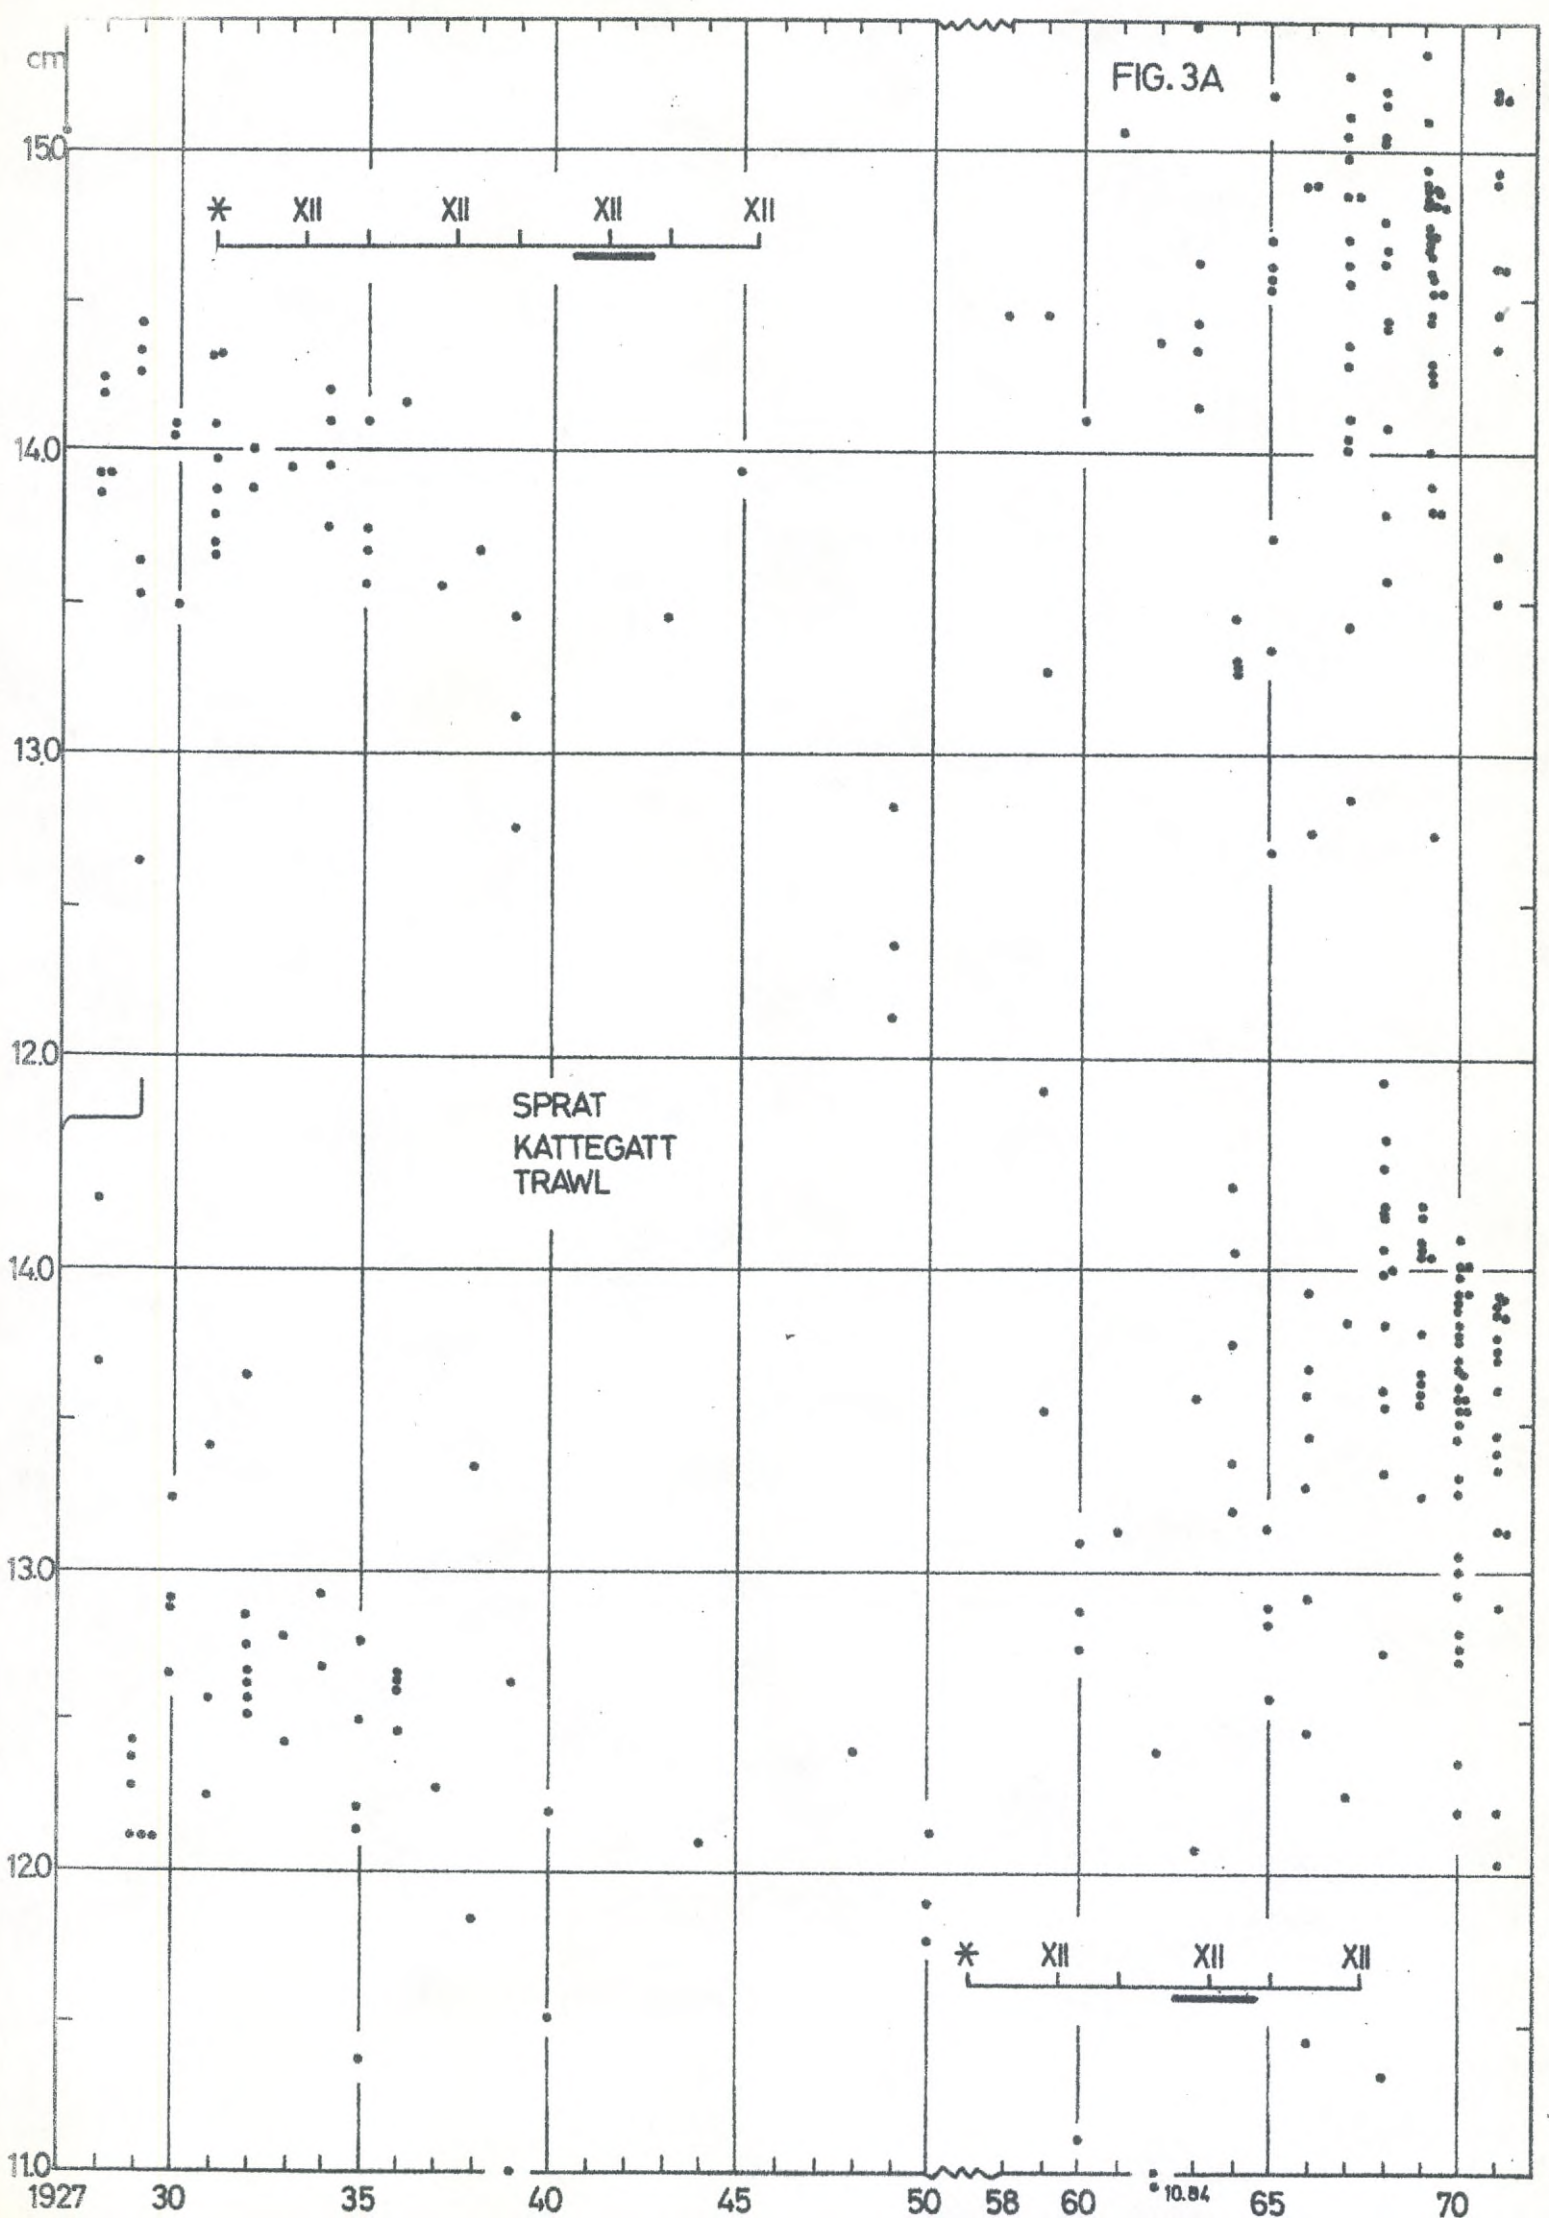 cm
FIG. 3A
15.0
* XII XII XII XII
14.0
13.0
12.0
SPRAT
KATTEGATT
TRAWL
14.0
13.0
12.0
* XII XII XII
11.0
1927 30 35 40 45 50 58 60 10.84 65 70